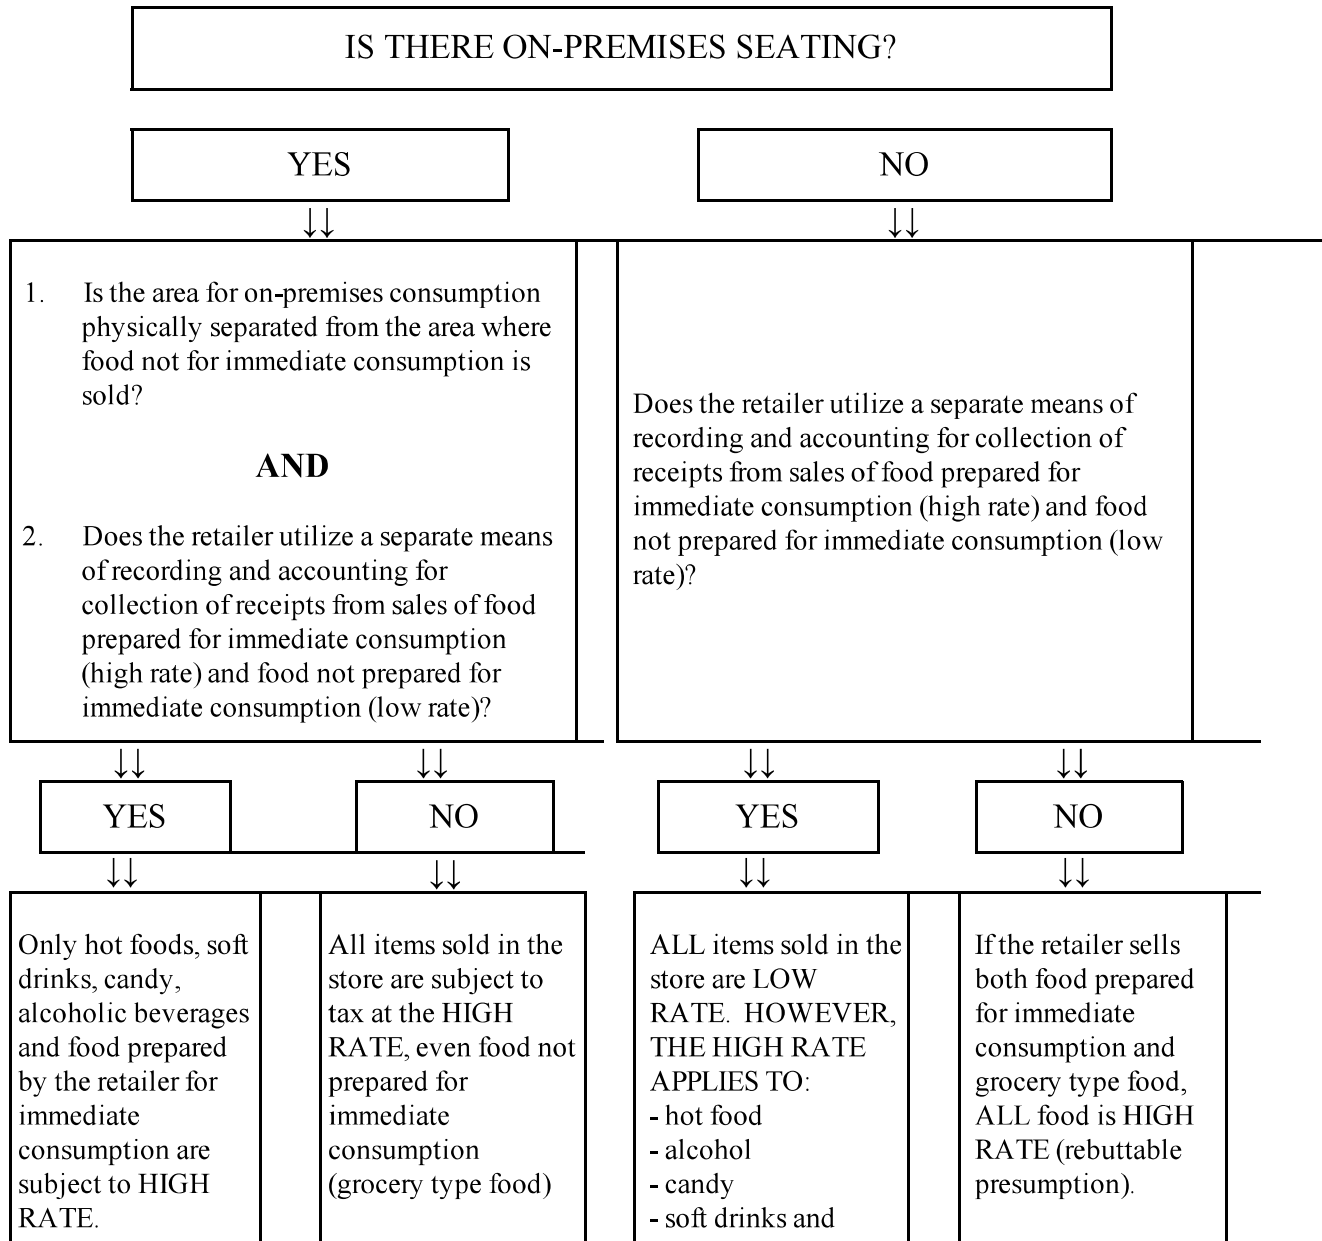 IS THERE ON-PREMISES SEATING?
YES
NO
↓↓
↓↓
1. Is the area for on-premises consumption
physically separated from the area where
food not for immediate consumption is
sold?
AND
2. Does the retailer utilize a separate means
of recording and accounting for
collection of receipts from sales of food
prepared for immediate consumption
(high rate) and food not prepared for
immediate consumption (low rate)?
Does the retailer utilize a separate means of
recording and accounting for collection of
receipts from sales of food prepared for
immediate consumption (high rate) and food
not prepared for immediate consumption (low
rate)?
↓↓
↓↓
↓↓
↓↓
YES
NO
YES
NO
↓↓
↓↓
↓↓
↓↓
Only hot foods, soft
drinks, candy,
alcoholic beverages
and food prepared
by the retailer for
immediate
consumption are
subject to HIGH
RATE.
All items sold in the
store are subject to
tax at the HIGH
RATE, even food not
prepared for
immediate
consumption
(grocery type food)
ALL items sold in the
store are LOW
RATE. HOWEVER,
THE HIGH RATE
APPLIES TO:
- hot food
- alcohol
- candy
- soft drinks and
If the retailer sells
both food prepared
for immediate
consumption and
grocery type food,
ALL food is HIGH
RATE (rebuttable
presumption).